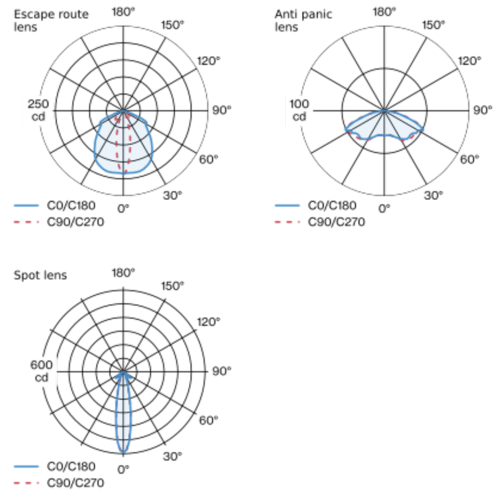 Escape route
lens
180°
150°
120°
90°
60°
30°
0°
250
cd
C0/C180
C90/C270
Anti panic
lens
180°
150°
120°
90°
60°
30°
0°
100
cd
C0/C180
C90/C270
Spot lens
180°
150°
120°
90°
60°
30°
0°
600
cd
C0/C180
C90/C270